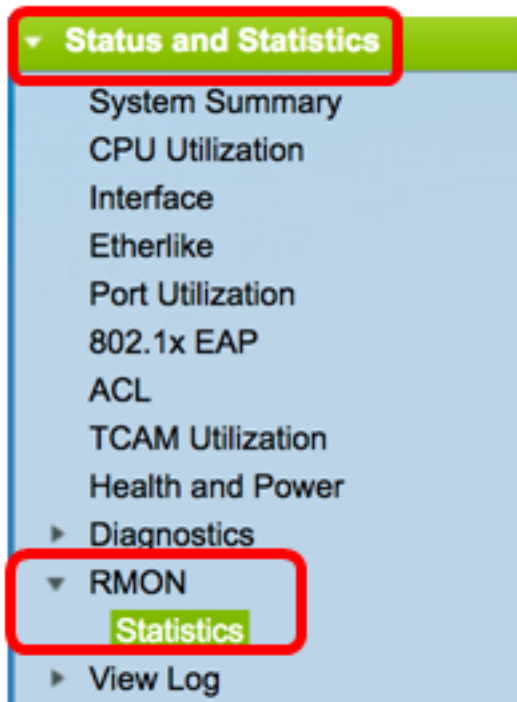 Status and Statistics
System Summary
CPU Utilization
Interface
Etherlike
Port Utilization
802.1x EAP
ACL
TCAM Utilization
Health and Power
Diagnostics
RMON
Statistics
View Log